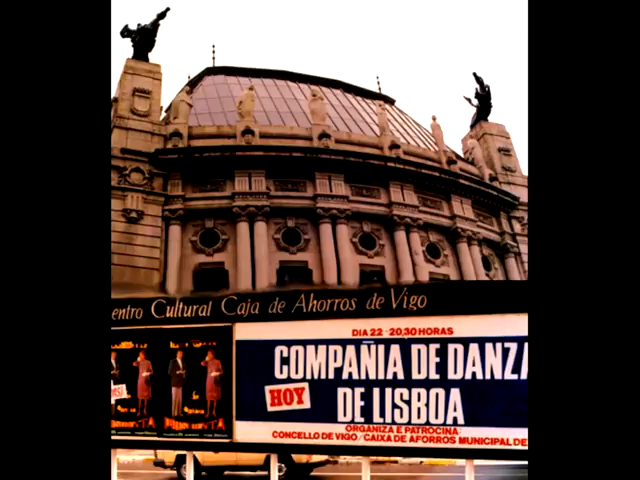 entro Cultural Caja de Ahorros de Vigo
DIA 22 - 20,30 HORAS
COMPAÑIA DE DANZA
HOY
DE LISBOA
ORGANIZA E PATROCINA
CONCELLO DE VIGO / CAIXA DE AFORROS MUNICIPAL DE